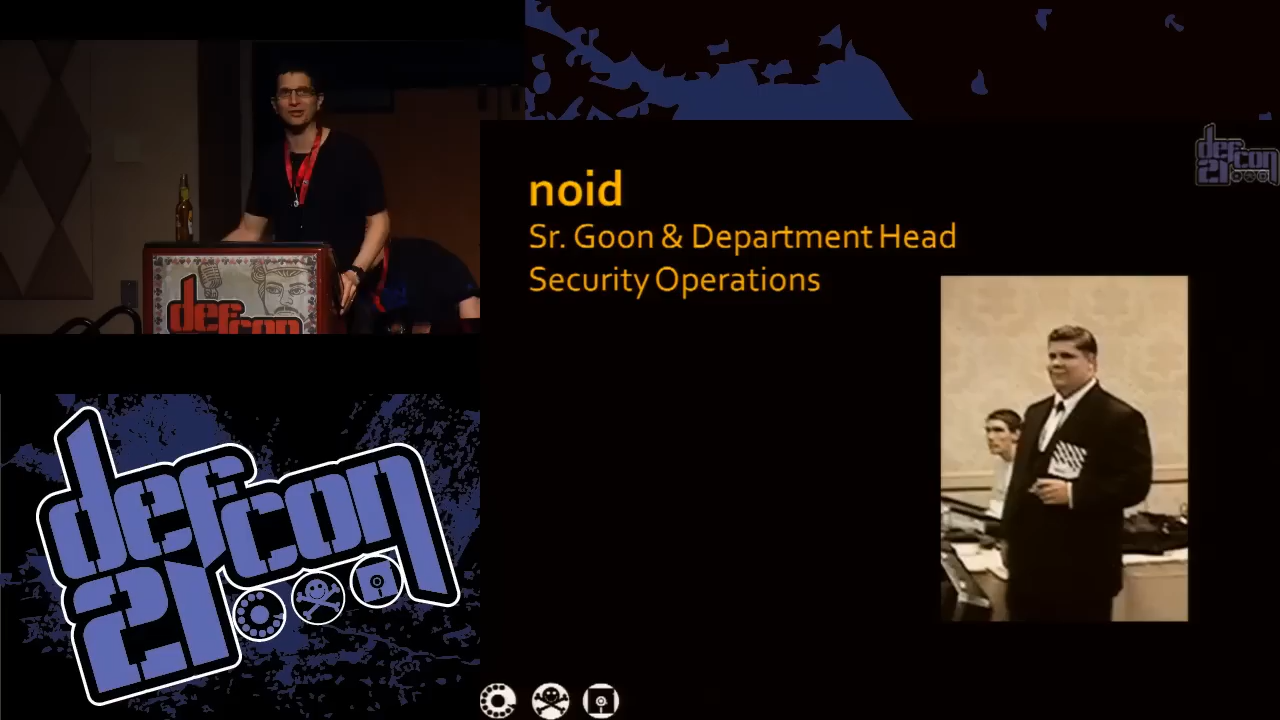 noid
Sr. Goon & Department Head
Security Operations
defcon
21
defcon
defcon
21